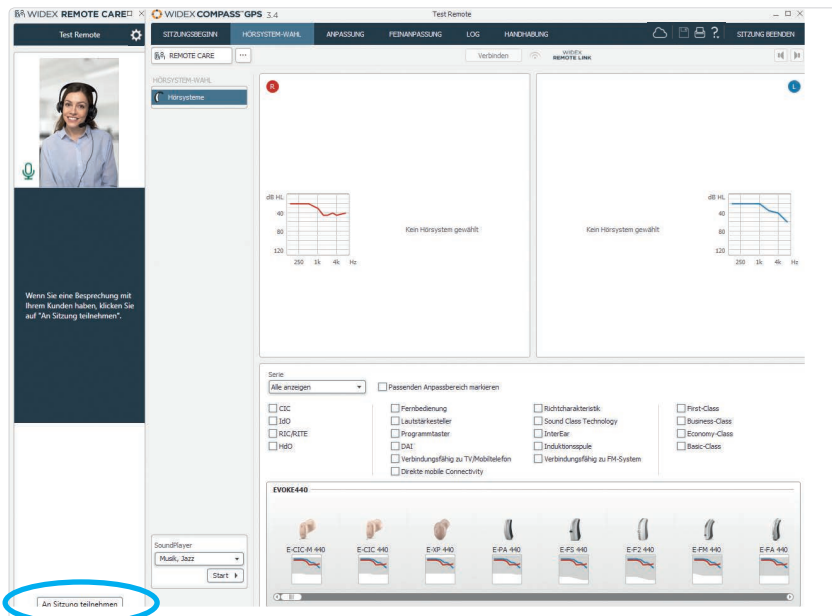 WIDEX REMOTE CARE
WIDEX COMPASS GPS 3.4
Test Remote
Test Remote
SITZUNGSBEGINN
HÖRSYSTEM-WAHL
ANPASSUNG
FEINANPASSUNG
LOG
HANDHABUNG
SITZUNG BEENDEN
REMOTE CARE
...
Verbinden
WIDEX
REMOTE LINK
HÖRSYSTEM-WAHL
Hörsysteme
R
L
dB HL
40
80
120
250 1k 4k Hz
Kein Hörsystem gewählt
Kein Hörsystem gewählt
dB HL
40
80
120
250 1k 4k Hz
Wenn Sie eine Besprechung mit
Ihrem Kunden haben, klicken Sie
auf "An Sitzung teilnehmen".
Serie
Alle anzeigen
Passenden Anpassbereich markieren
CIC
IdO
RIC/RITE
HdO
Fernbedienung
Lautstärkesteller
Programmtaster
DAI
Verbindungsfähig zu TV/Mobiltelefon
Direkte mobile Connectivity
Richtcharakteristik
Sound Class Technology
InterEar
Induktionsspule
Verbindungsfähig zu FM-System
First-Class
Business-Class
Economy-Class
Basic-Class
EVOKE440
E-CIC-M 440
E-CIC 440
E-XP 440
E-PA 440
E-FS 440
E-F2 440
E-FM 440
E-FA 440
SoundPlayer
Musik, Jazz
Start
An Sitzung teilnehmen